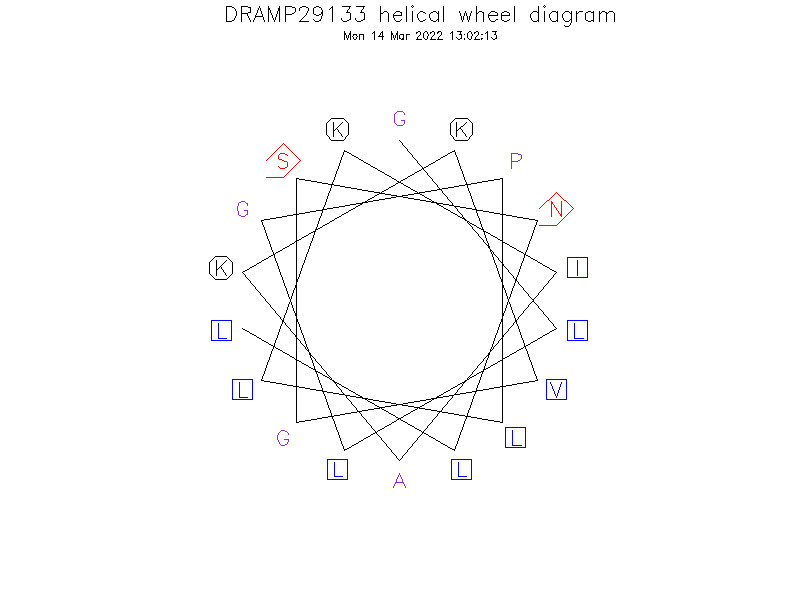 DRAMP29133 helical wheel diagram
Mon 14 Mar 2022 13:02:13
G
K K
S P
G N
K I
L L
L V
G L
L L
A